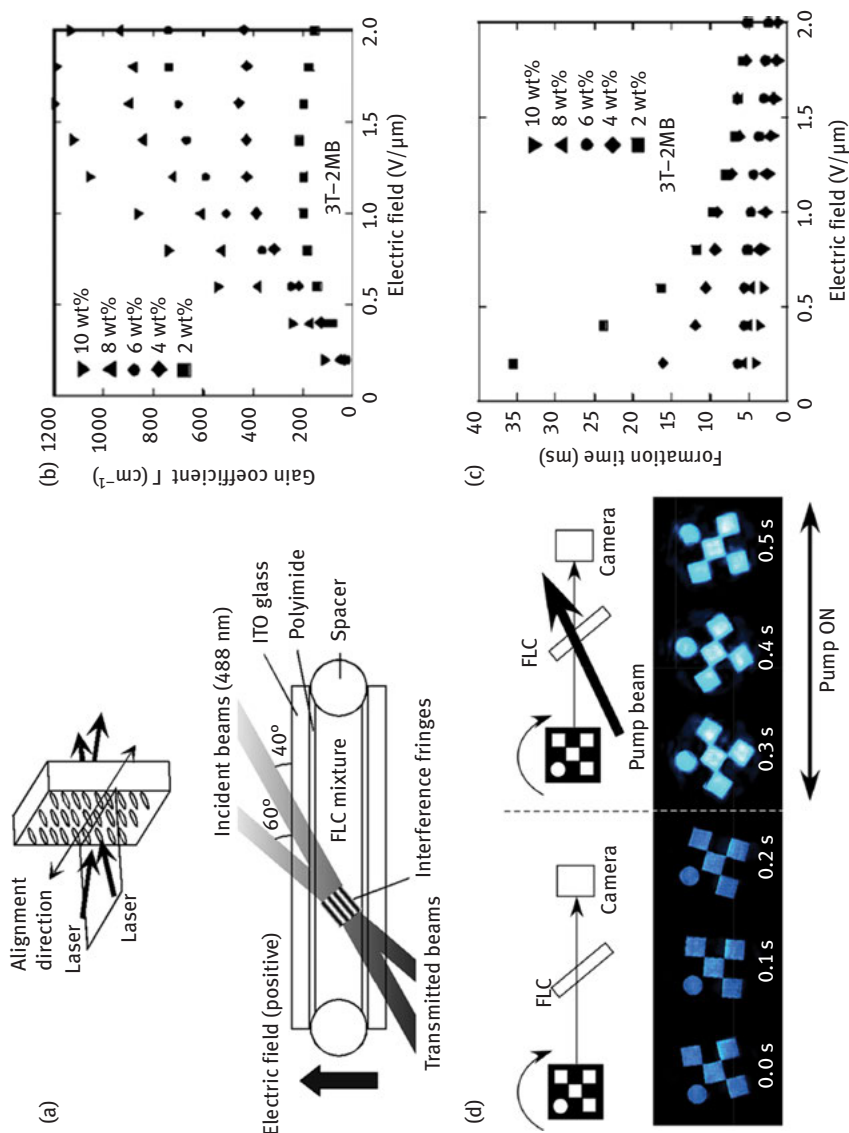 (a)
Alignment
direction
Laser
Laser
Incident beams (488 nm)
60°
40°
ITO glass
Polyimide
Spacer
FLC mixture
Interference fringes
Electric field (positive)
Transmitted beams
(b)
Gain coefficient Γ (cm⁻¹)
1200
1000
800
600
400
200
0
10 wt%
8 wt%
6 wt%
4 wt%
2 wt%
3T–2MB
0
0.5
1.0
1.5
2.0
Electric field (V/μm)
(c)
Formation time (ms)
40
35
30
25
20
15
10
5
0
10 wt%
8 wt%
6 wt%
4 wt%
2 wt%
3T–2MB
0
0.5
1.0
1.5
2.0
Electric field (V/μm)
(d)
FLC
Camera
FLC
Camera
Pump beam
0.0 s
0.1 s
0.2 s
0.3 s
0.4 s
0.5 s
Pump ON